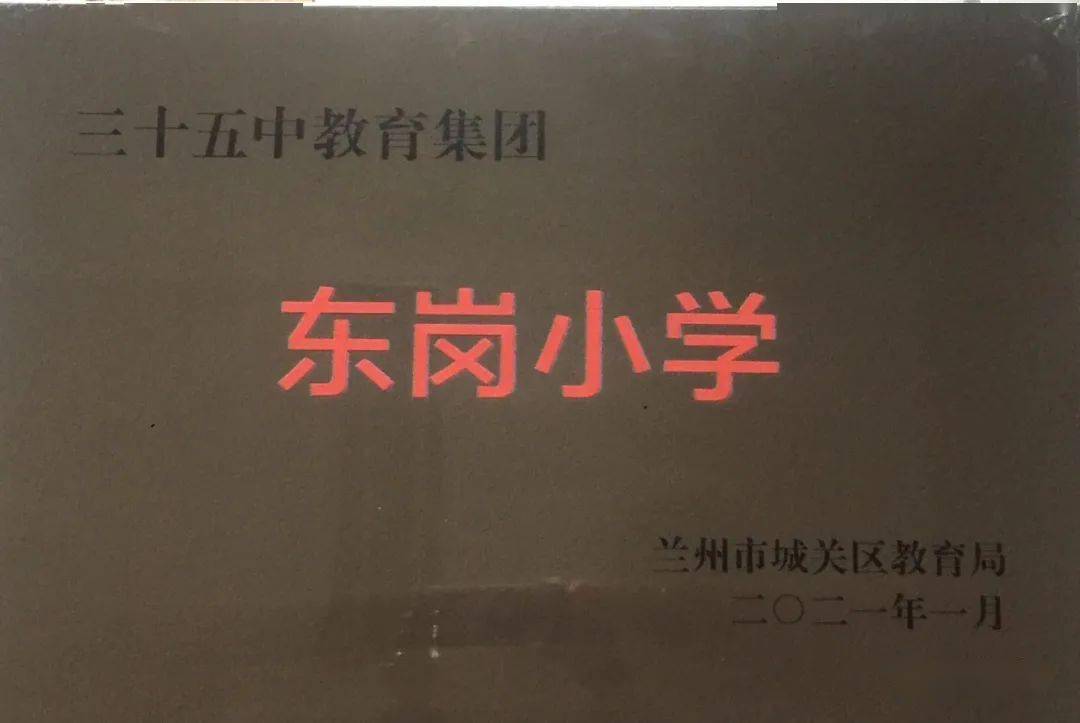 三十五中教育集团
东岗小学
兰州市城关区教育局
二〇二一年一月